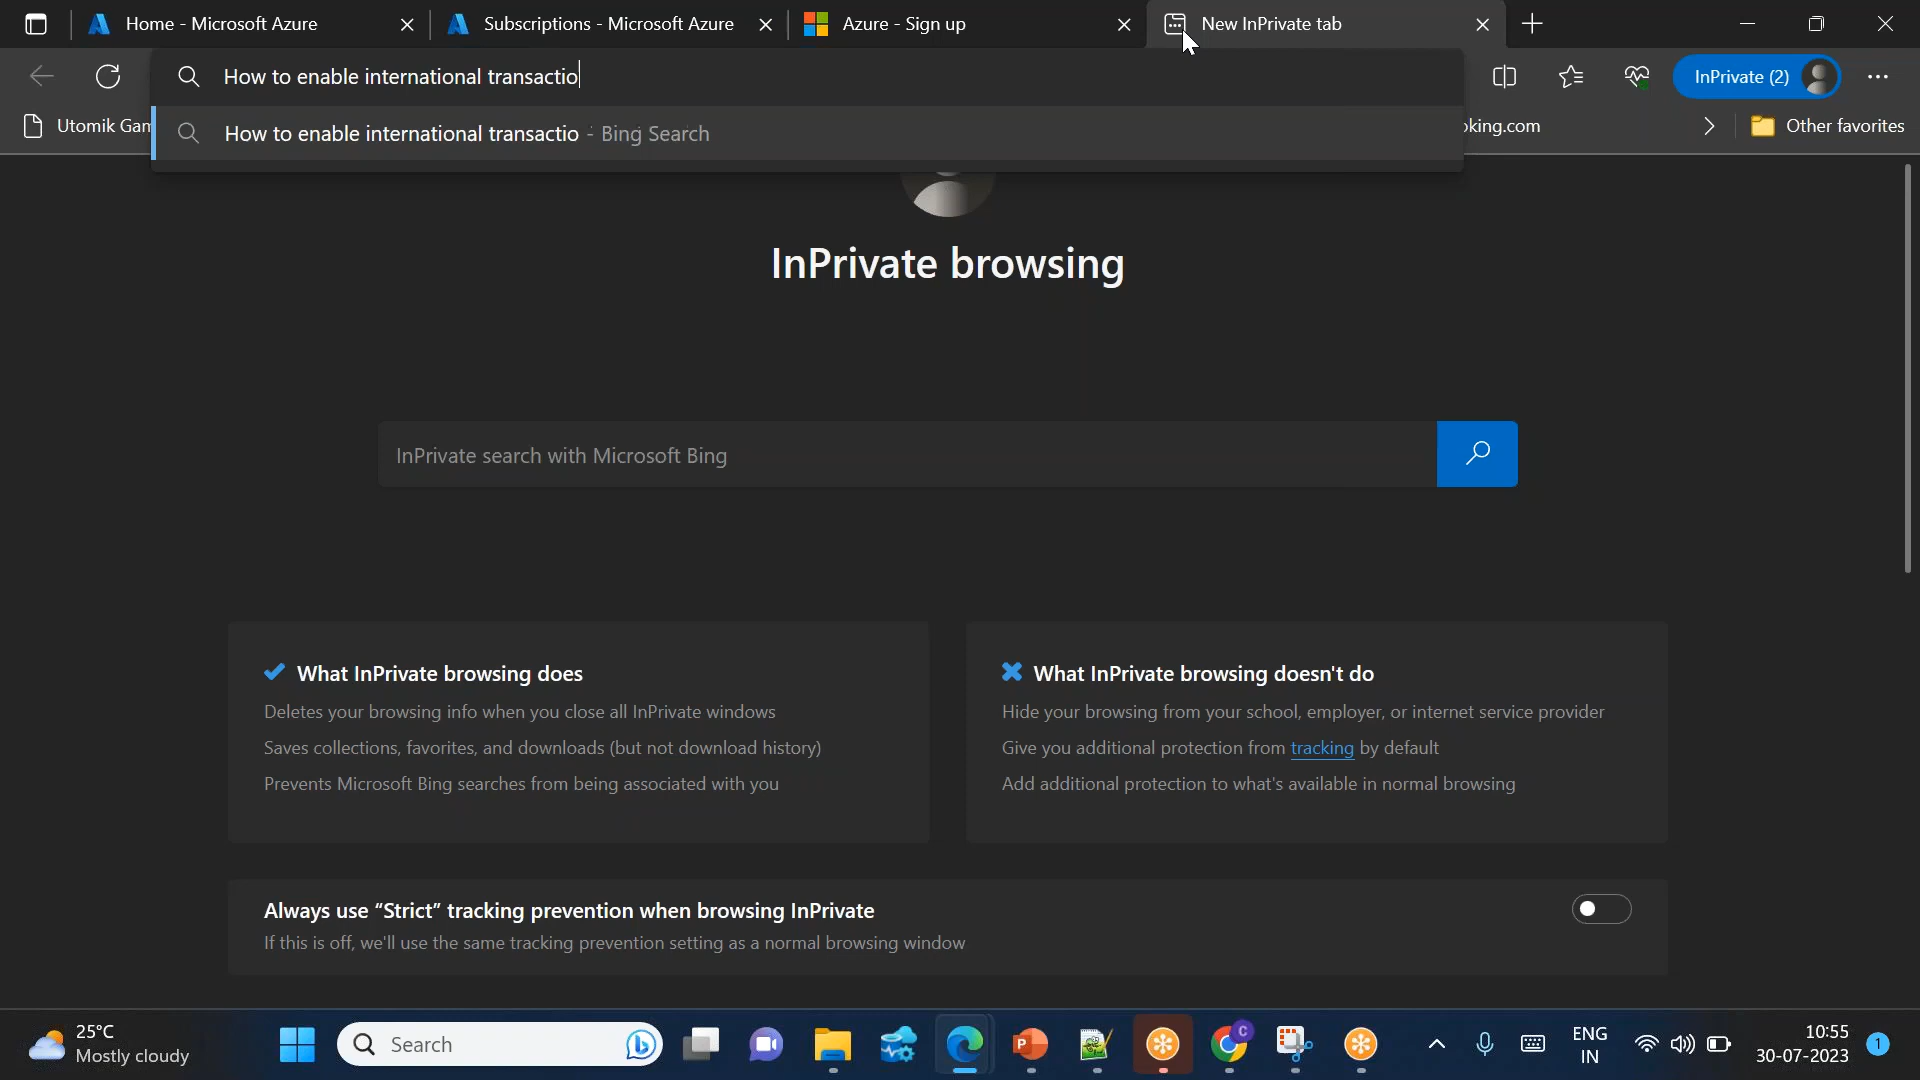 Home - Microsoft Azure
Subscriptions - Microsoft Azure
Azure - Sign up
New InPrivate tab
How to enable international transactio
InPrivate (2)
Utomik Gam
How to enable international transactio - Bing Search
oking.com
Other favorites
InPrivate browsing
InPrivate search with Microsoft Bing
What InPrivate browsing does
Deletes your browsing info when you close all InPrivate windows
Saves collections, favorites, and downloads (but not download history)
Prevents Microsoft Bing searches from being associated with you
What InPrivate browsing doesn't do
Hide your browsing from your school, employer, or internet service provider
Give you additional protection from tracking by default
Add additional protection to what's available in normal browsing
Always use “Strict” tracking prevention when browsing InPrivate
If this is off, we'll use the same tracking prevention setting as a normal browsing window
25°C
Mostly cloudy
Search
C
ENG
IN
10:55
30-07-2023
1